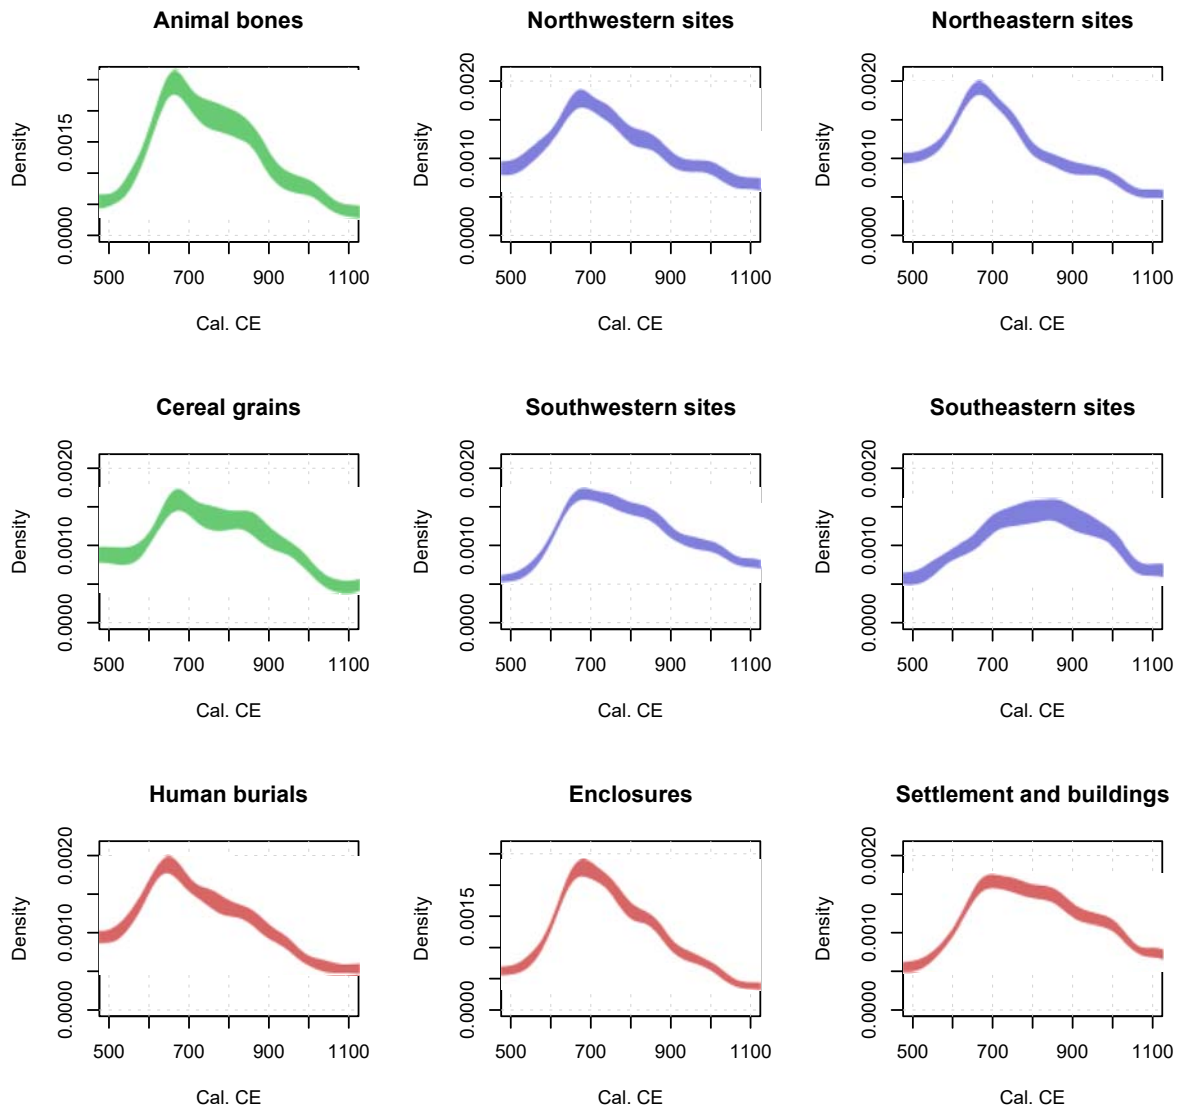 Animal bones
Density
0.0000 0.0015
500 700 900 1100
Cal. CE
Northwestern sites
Density
0.0000 0.0010 0.0020
500 700 900 1100
Cal. CE
Northeastern sites
Density
0.0000 0.0010 0.0020
500 700 900 1100
Cal. CE
Cereal grains
Density
0.0000 0.0010 0.0020
500 700 900 1100
Cal. CE
Southwestern sites
Density
0.0000 0.0010 0.0020
500 700 900 1100
Cal. CE
Southeastern sites
Density
0.0000 0.0010 0.0020
500 700 900 1100
Cal. CE
Human burials
Density
0.0000 0.0010 0.0020
500 700 900 1100
Cal. CE
Enclosures
Density
0.0000 0.0015
500 700 900 1100
Cal. CE
Settlement and buildings
Density
0.0000 0.0010 0.0020
500 700 900 1100
Cal. CE